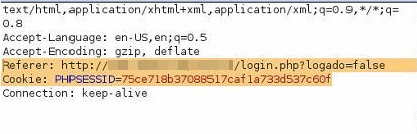 text/html,application/xhtml+xml,application/xml;q=0.9,*/*;q=
0.8
Accept-Language: en-US,en;q=0.5
Accept-Encoding: gzip, deflate
Referer: http:// /login.php?logado=false
Cookie: PHPSESSID=75ce718b37088517caf1a733d537c60f
Connection: keep-alive